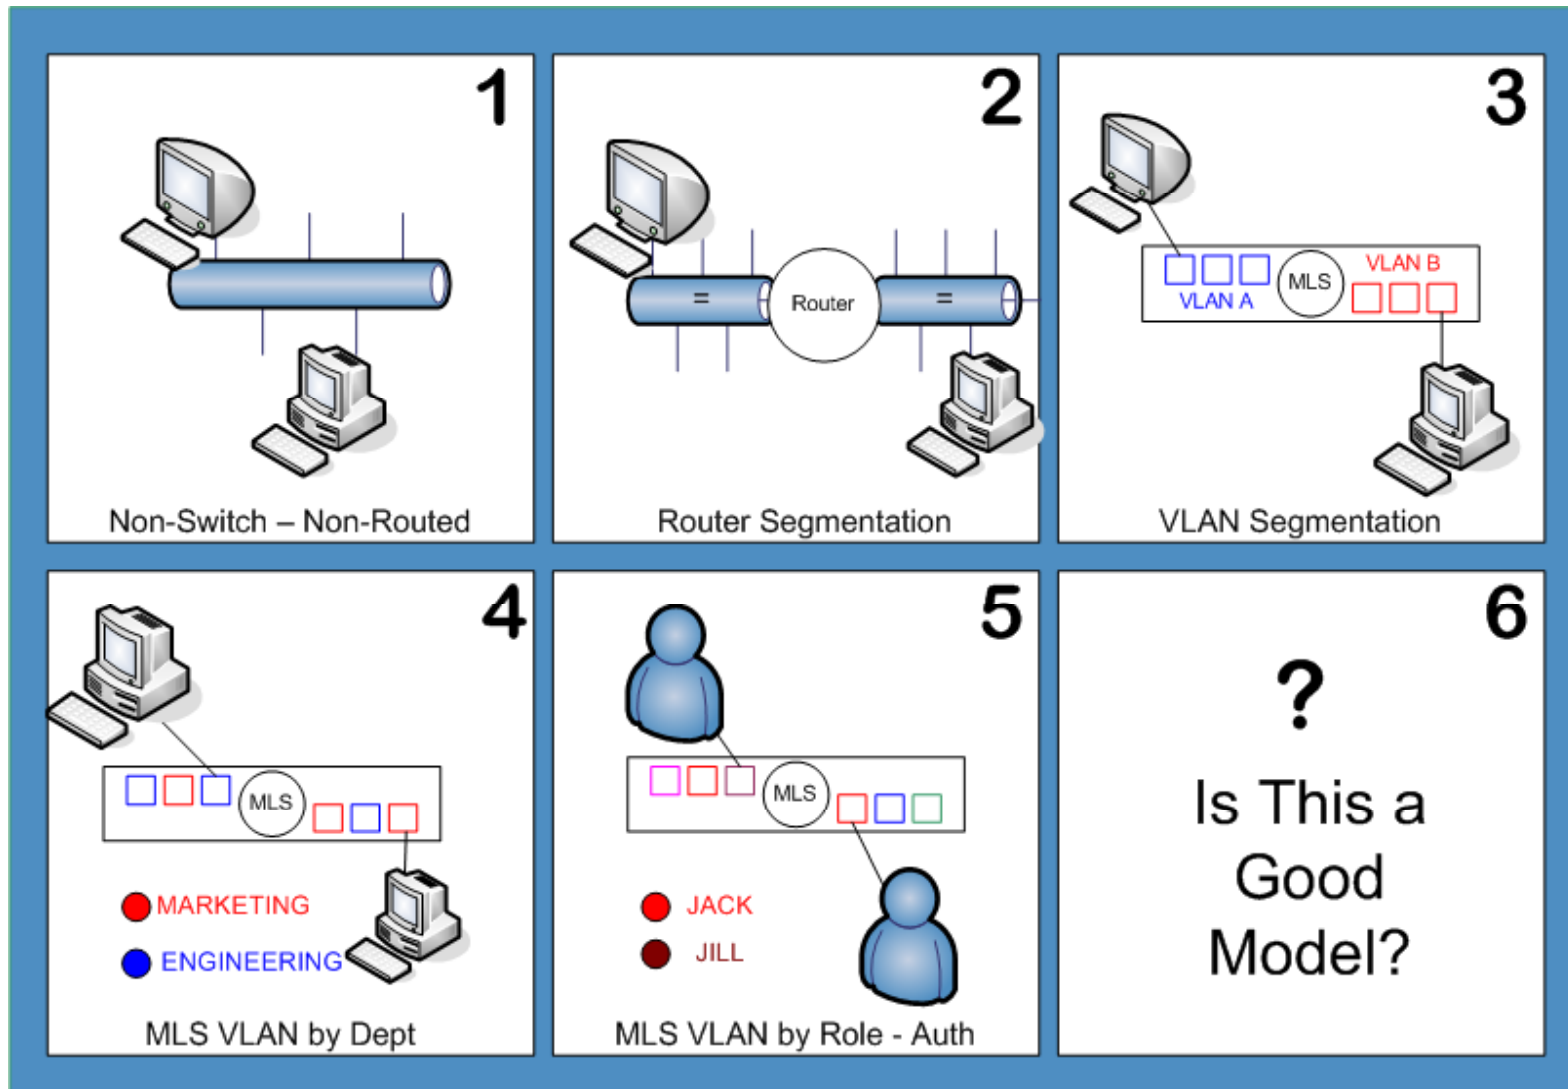 1
Non-Switch – Non-Routed
2
=
Router
=
Router Segmentation
3
VLAN A
MLS
VLAN B
VLAN Segmentation
4
MLS
MARKETING
ENGINEERING
MLS VLAN by Dept
5
MLS
JACK
JILL
MLS VLAN by Role - Auth
6
?
Is This a
Good
Model?